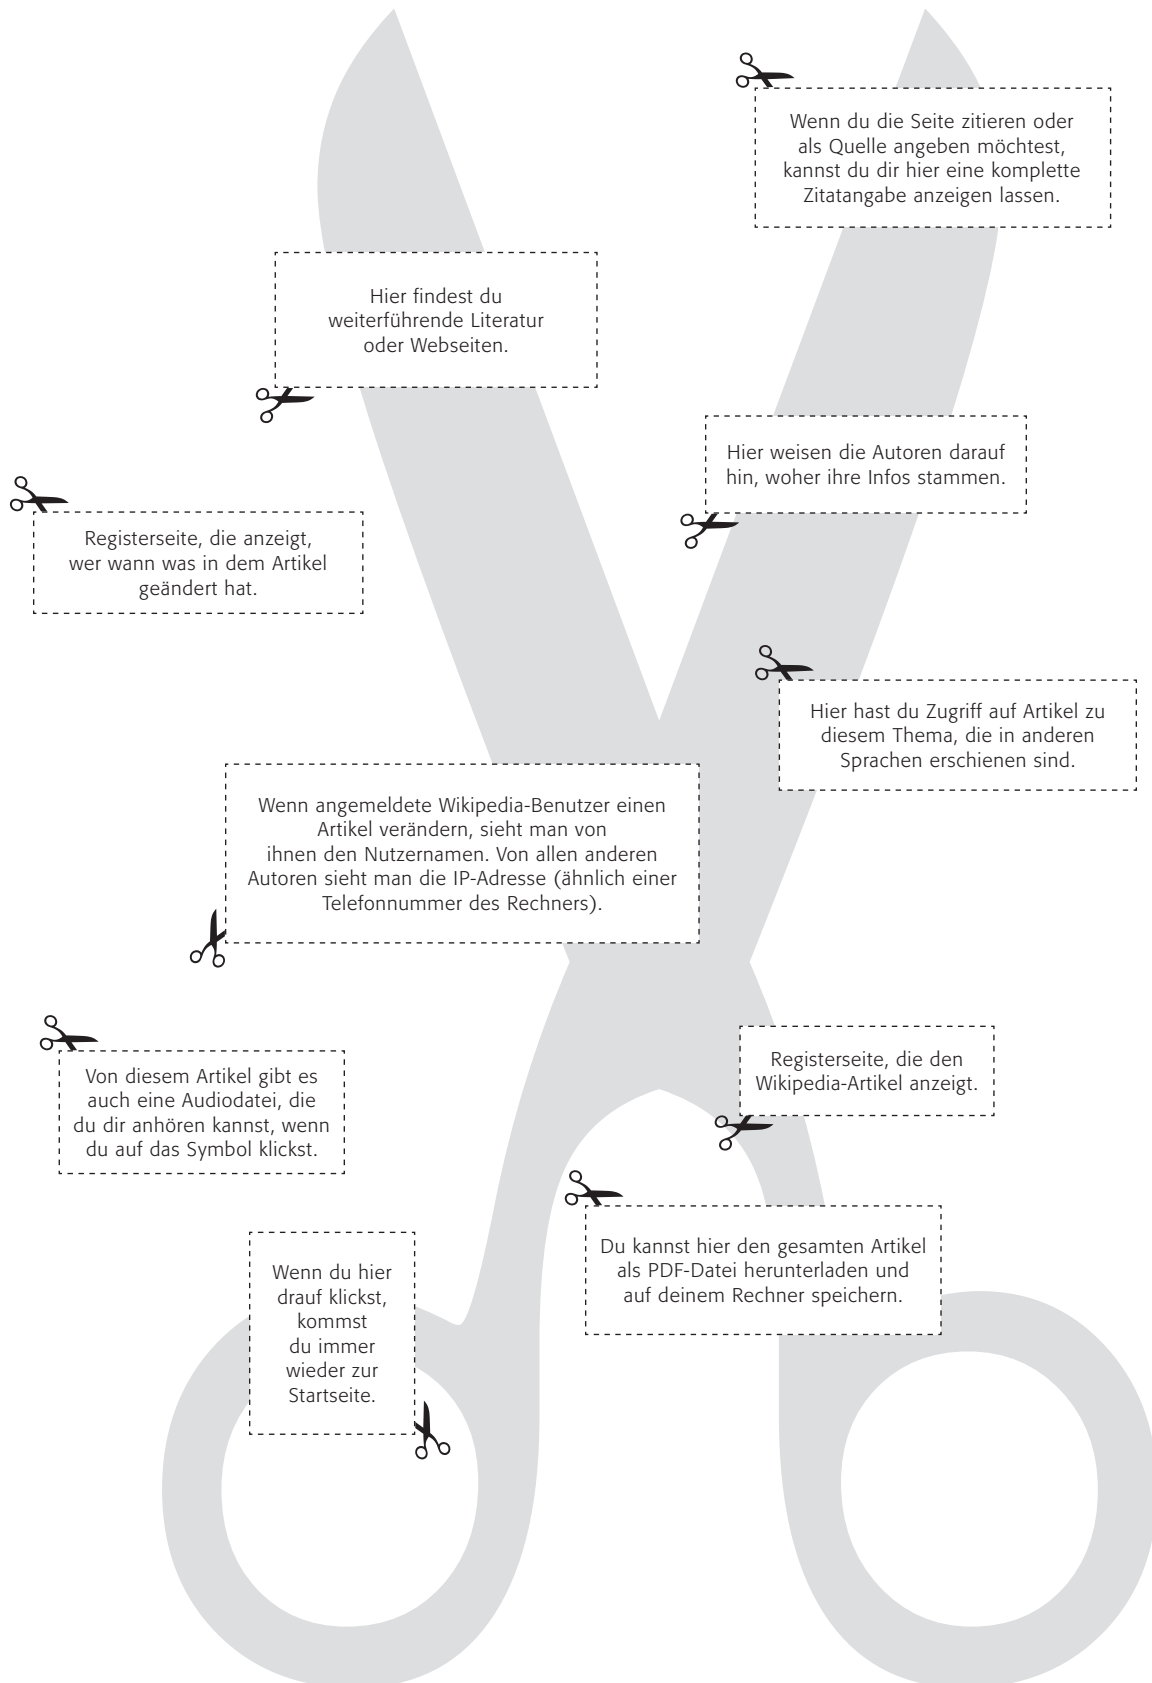 Wenn du die Seite zitieren oder
als Quelle angeben möchtest,
kannst du dir hier eine komplette
Zitatangabe anzeigen lassen.
Hier findest du
weiterführende Literatur
oder Webseiten.
Hier weisen die Autoren darauf
hin, woher ihre Infos stammen.
Registerseite, die anzeigt,
wer wann was in dem Artikel
geändert hat.
Hier hast du Zugriff auf Artikel zu
diesem Thema, die in anderen
Sprachen erschienen sind.
Wenn angemeldete Wikipedia-Benutzer einen
Artikel verändern, sieht man von
ihnen den Nutzernamen. Von allen anderen
Autoren sieht man die IP-Adresse (ähnlich einer
Telefonnummer des Rechners).
Von diesem Artikel gibt es
auch eine Audiodatei, die
du dir anhören kannst, wenn
du auf das Symbol klickst.
Registerseite, die den
Wikipedia-Artikel anzeigt.
Du kannst hier den gesamten Artikel
als PDF-Datei herunterladen und
auf deinem Rechner speichern.
Wenn du hier
drauf klickst,
kommst
du immer
wieder zur
Startseite.